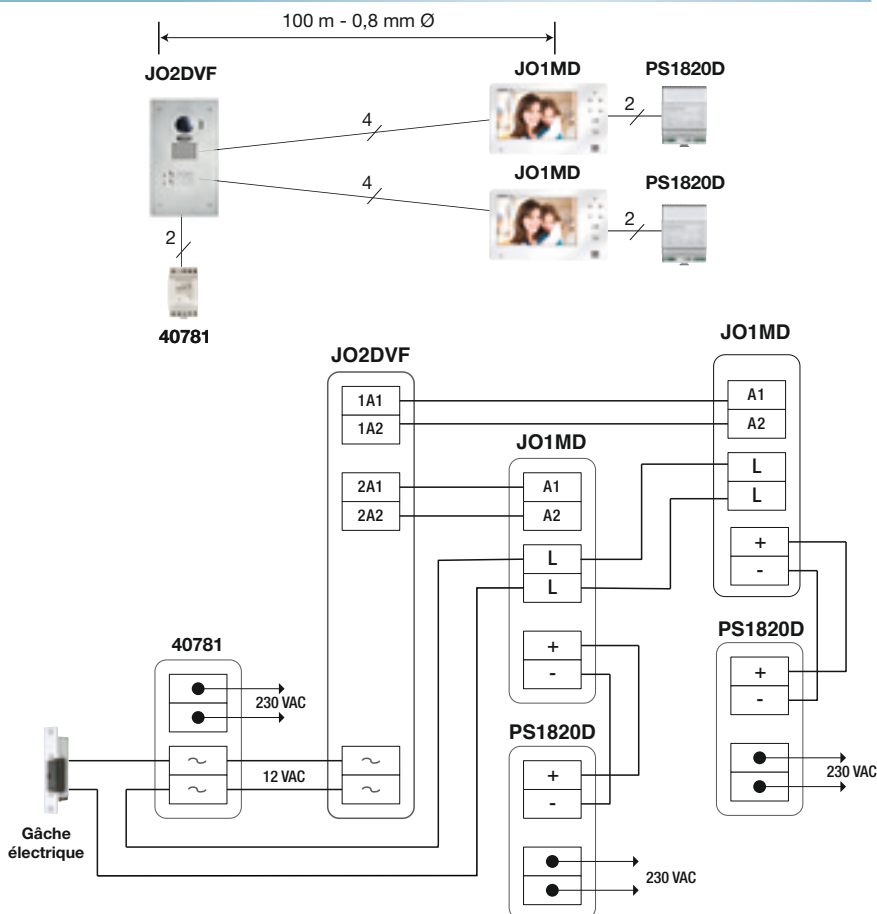 100 m - 0,8 mm Ø
JO2DVF
JO1MD
PS1820D
4
2
JO1MD
PS1820D
4
2
2
40781
JO1MD
JO2DVF
A1
A2
1A1
1A2
JO1MD
L
L
2A1
2A2
A1
A2
+
-
L
L
PS1820D
40781
+
-
+
-
230 VAC
PS1820D
~
~
12 VAC
~
~
+
-
230 VAC
Gâche
électrique
230 VAC